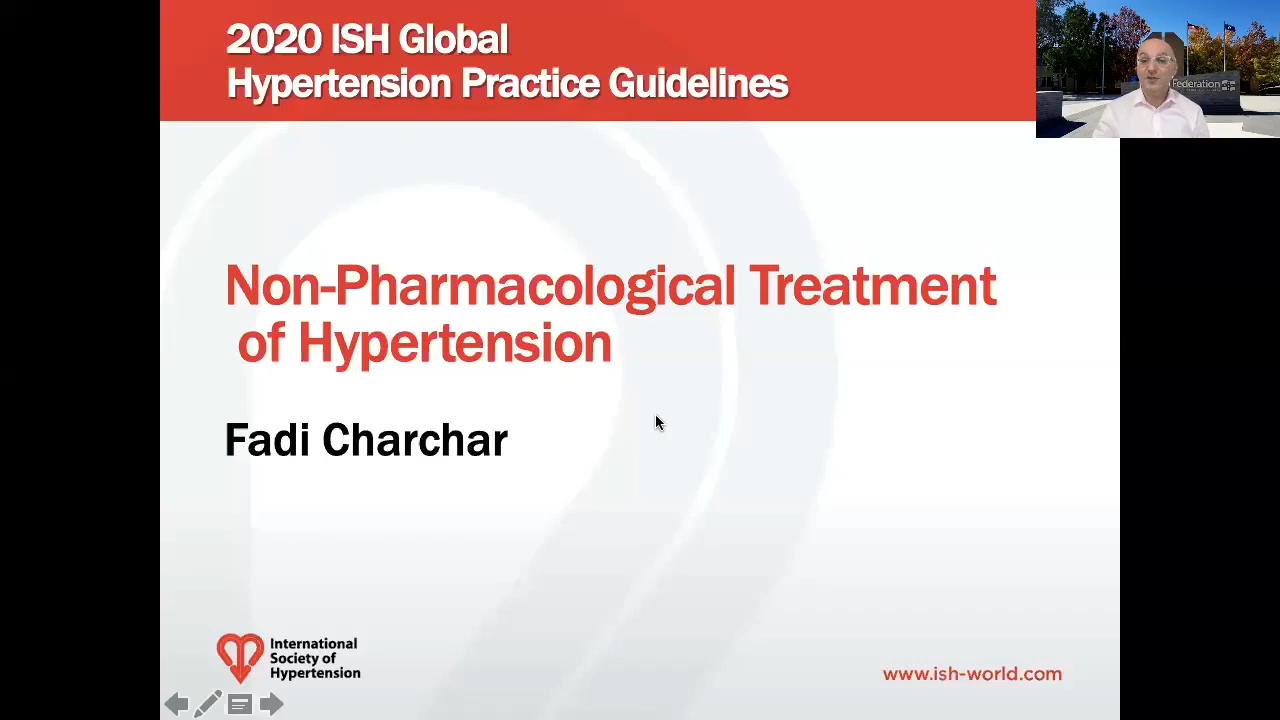 2020 ISH Global
Hypertension Practice Guidelines
Federation
Non-Pharmacological Treatment
of Hypertension
Fadi Charchar
International
Society of
Hypertension
www.ish-world.com